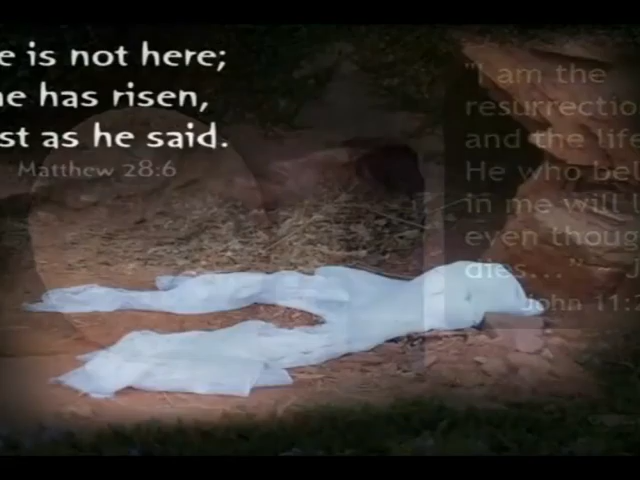 e is not here;
he has risen,
st as he said.
Matthew 28:6
"I am the
resurrectio
and the life
He who bel
in me will l
even thoug
dies..." J
John 11:2